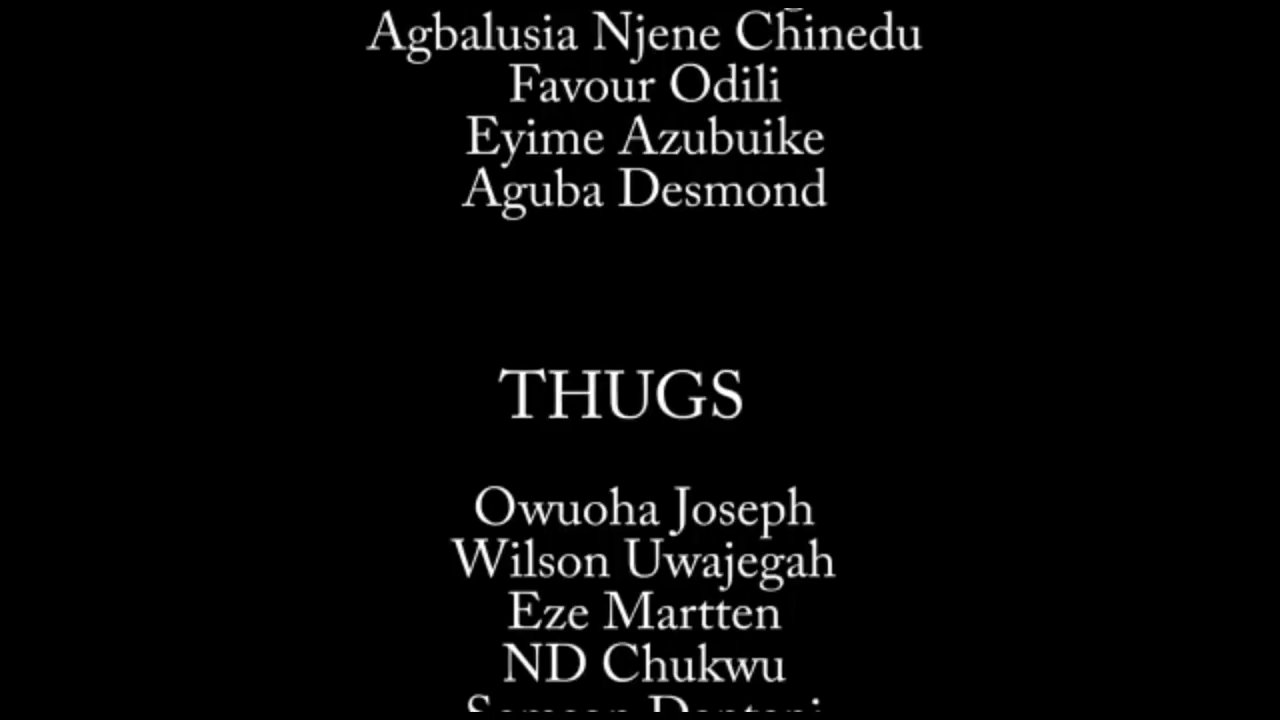 Agbalusia Njene Chinedu
Favour Odili
Eyime Azubuike
Aguba Desmond
THUGS
Owuoha Joseph
Wilson Uwajegah
Eze Martten
ND Chukwu